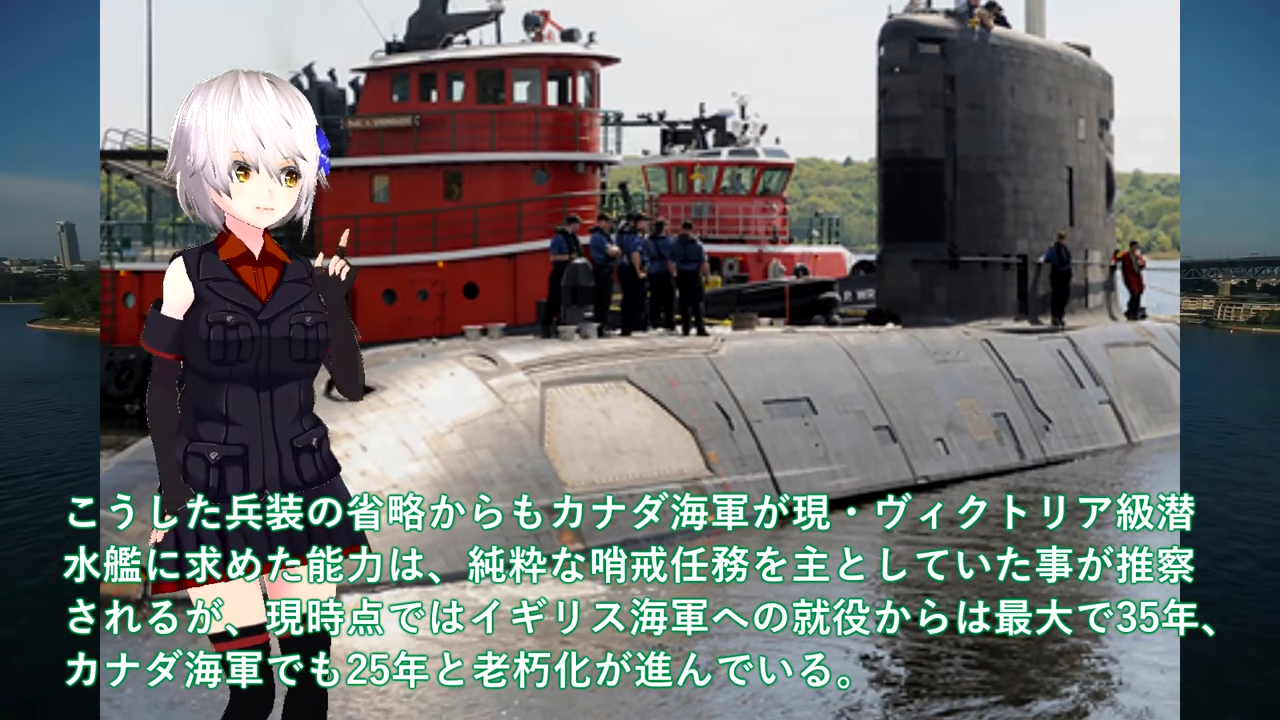 こうした兵装の省略からもカナダ海軍が現・ヴィクトリア級潜
水艦に求めた能力は、純粋な哨戒任務を主としていた事が推察
されるが、現時点ではイギリス海軍への就役からは最大で35年、
カナダ海軍でも25年と老朽化が進んでいる。